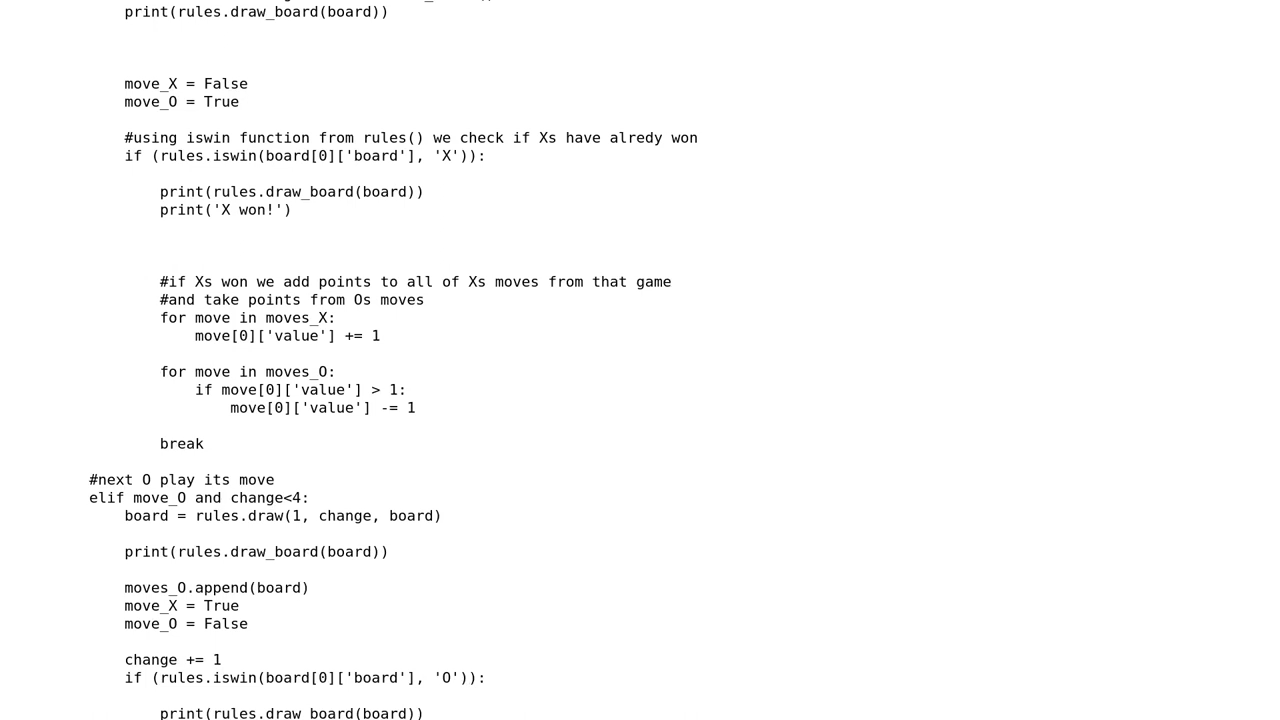 print(rules.draw_board(board))
move_X = False
move_O = True
#using iswin function from rules() we check if Xs have alredy won
if (rules.iswin(board[0]['board'], 'X')):
print(rules.draw_board(board))
print('X won!')
#if Xs won we add points to all of Xs moves from that game
#and take points from Os moves
for move in moves_X:
move[0]['value'] += 1
for move in moves_O:
if move[0]['value'] > 1:
move[0]['value'] -= 1
break
#next O play its move
elif move_O and change<4:
board = rules.draw(1, change, board)
print(rules.draw_board(board))
moves_O.append(board)
move_X = True
move_O = False
change += 1
if (rules.iswin(board[0]['board'], 'O')):
print(rules.draw_board(board))